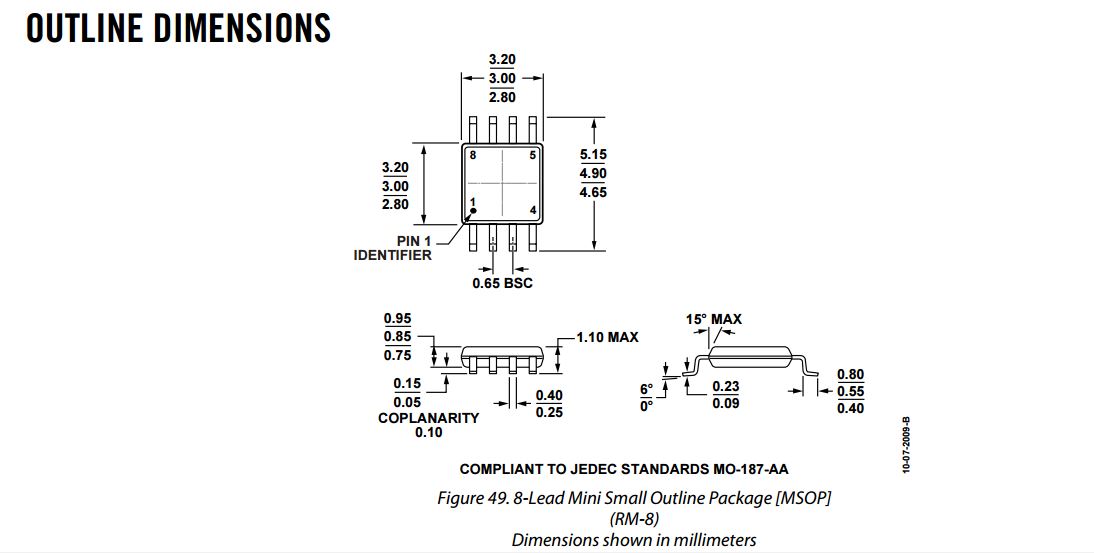 OUTLINE DIMENSIONS
3.20
3.00
2.80
8 5
1 4
3.20
3.00
2.80
5.15
4.90
4.65
PIN 1
IDENTIFIER
0.65 BSC
0.95
0.85
0.75
1.10 MAX
0.15
0.05
COPLANARITY
0.10
0.40
0.25
15° MAX
6°
0°
0.23
0.09
0.80
0.55
0.40
10-07-2009-B
COMPLIANT TO JEDEC STANDARDS MO-187-AA
Figure 49. 8-Lead Mini Small Outline Package [MSOP]
(RM-8)
Dimensions shown in millimeters